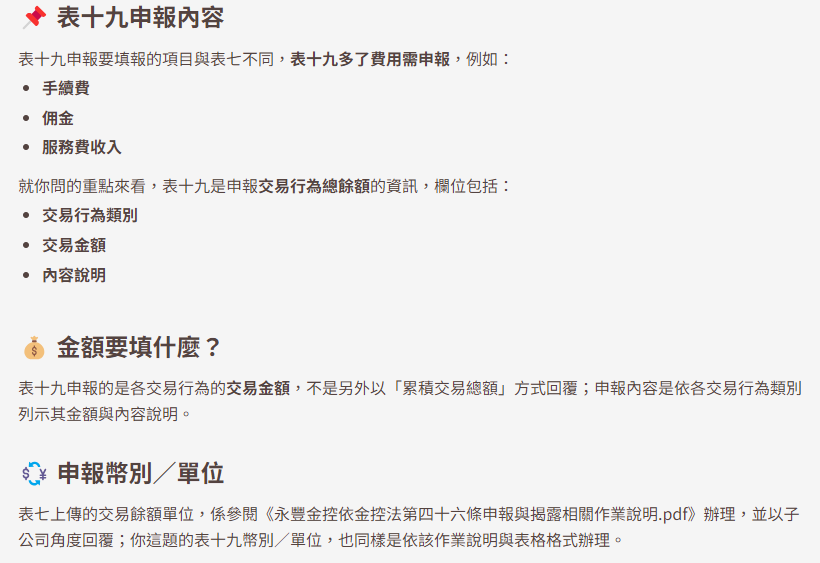 📌 表十九申報內容
表十九申報要填報的項目與表七不同，表十九多了費用需申報，例如：
• 手續費
• 佣金
• 服務費收入
就你問的重點來看，表十九是申報交易行為總餘額的資訊，欄位包括：
• 交易行為類別
• 交易金額
• 內容說明
💰 金額要填什麼？
表十九申報的是各交易行為的交易金額，不是另外以「累積交易總額」方式回覆；申報內容是依各交易行為類別
列示其金額與內容說明。
💱 申報幣別／單位
表七上傳的交易餘額單位，係參閱《永豐金控依金控法第四十六條申報與揭露相關作業說明.pdf》辦理，並以子
公司角度回覆；你這題的表十九幣別／單位，也同樣是依該作業說明與表格格式辦理。